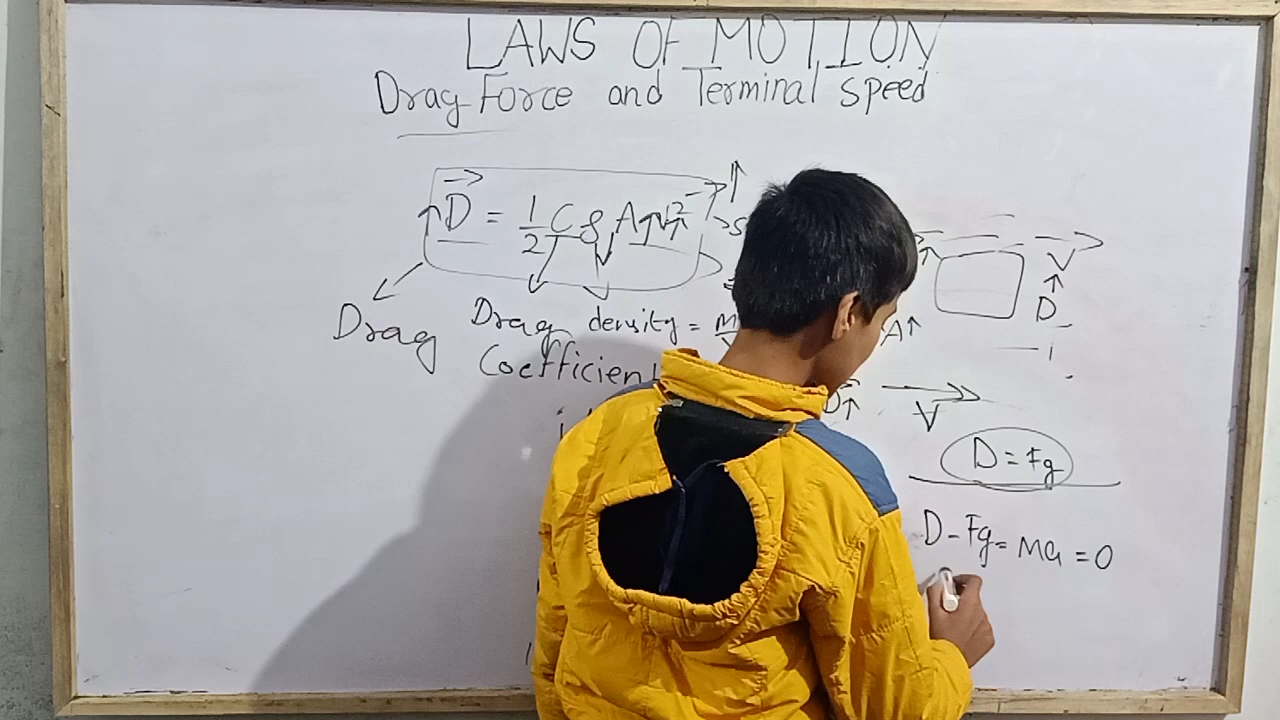 LAWS OF MOTION
Drag Force and Terminal speed
D = 1/2 C ρ A v²
Drag
Drag Coefficient
density =
V
D
A↑
D↑
V
D = Fg
D - Fg = Ma = 0